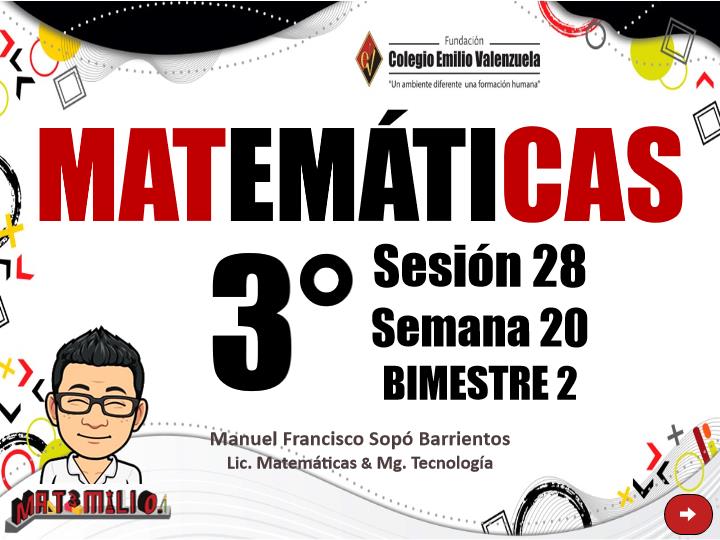 Fundación
Colegio Emilio Valenzuela
"Un ambiente diferente una formación humana"
MATEMÁTICAS
3°
Sesión 28
Semana 20
BIMESTRE 2
Manuel Francisco Sopó Barrientos
Lic. Matemáticas & Mg. Tecnología
MAT3MILIO.